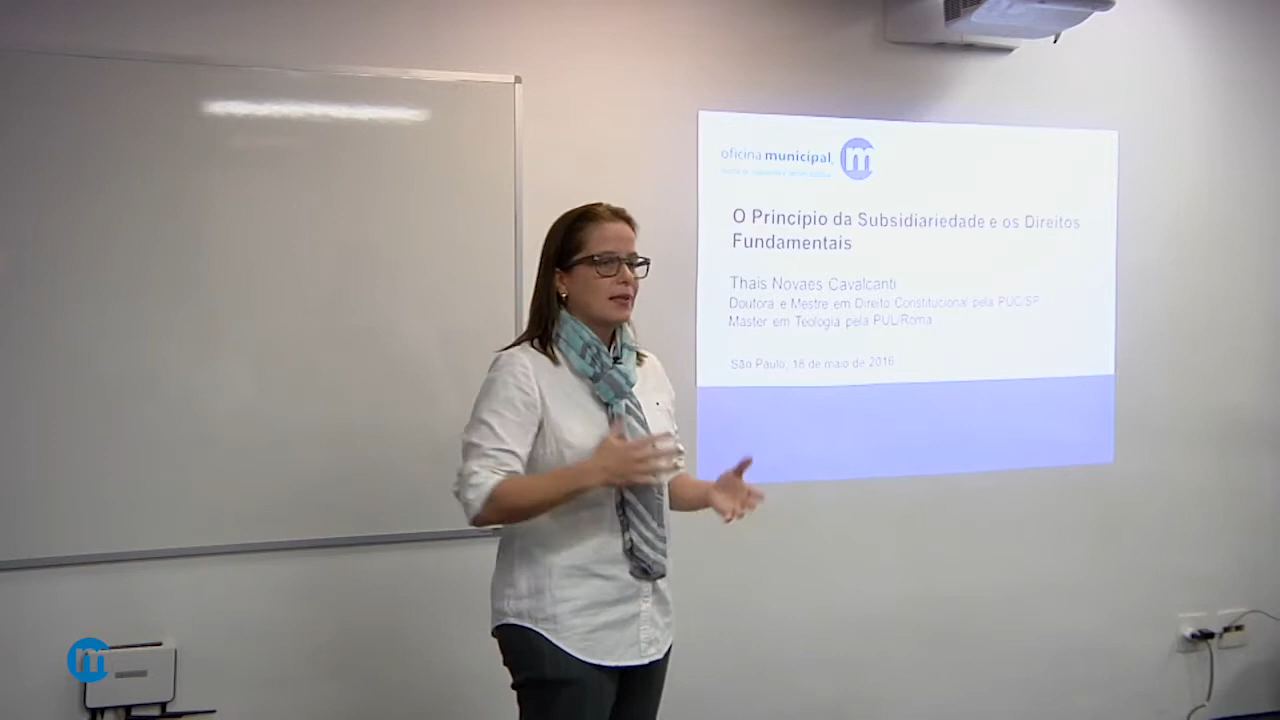 oficina municipal
m
O Princípio da Subsidiariedade e os Direitos
Fundamentais
Thais Novaes Cavalcanti
Doutora e Mestre em Direito Constitucional pela PUC/SP
Master em Teologia pela PUL/Roma
São Paulo, 18 de maio de 2016
m